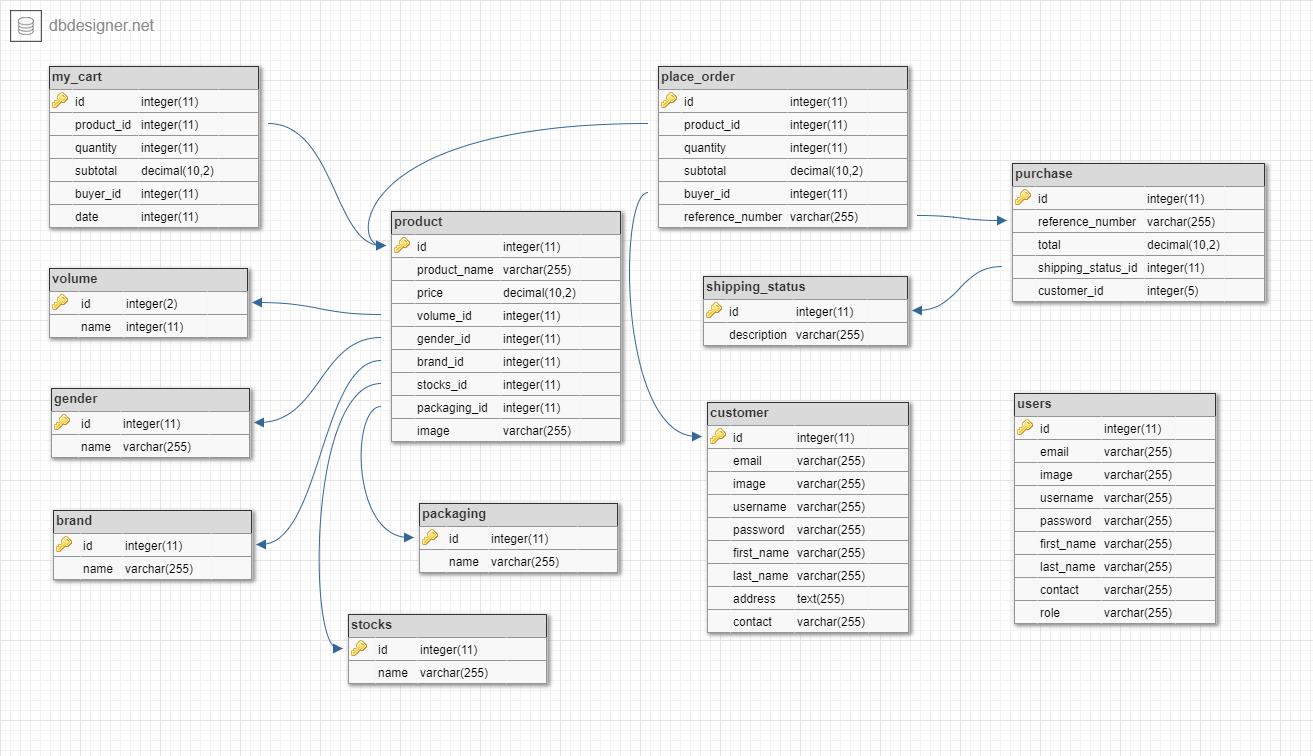 dbdesigner.net
my_cart
id integer(11)
product_id integer(11)
quantity integer(11)
subtotal decimal(10,2)
buyer_id integer(11)
date integer(11)
volume
id integer(2)
name integer(11)
gender
id integer(11)
name varchar(255)
brand
id integer(11)
name varchar(255)
product
id integer(11)
product_name varchar(255)
price decimal(10,2)
volume_id integer(11)
gender_id integer(11)
brand_id integer(11)
stocks_id integer(11)
packaging_id integer(11)
image varchar(255)
packaging
id integer(11)
name varchar(255)
stocks
id integer(11)
name varchar(255)
place_order
id integer(11)
product_id integer(11)
quantity integer(11)
subtotal decimal(10,2)
buyer_id integer(11)
reference_number varchar(255)
shipping_status
id integer(11)
description varchar(255)
customer
id integer(11)
email varchar(255)
image varchar(255)
username varchar(255)
password varchar(255)
first_name varchar(255)
last_name varchar(255)
address text(255)
contact varchar(255)
purchase
id integer(11)
reference_number varchar(255)
total decimal(10,2)
shipping_status_id integer(11)
customer_id integer(5)
users
id integer(11)
email varchar(255)
image varchar(255)
username varchar(255)
password varchar(255)
first_name varchar(255)
last_name varchar(255)
contact varchar(255)
role varchar(255)